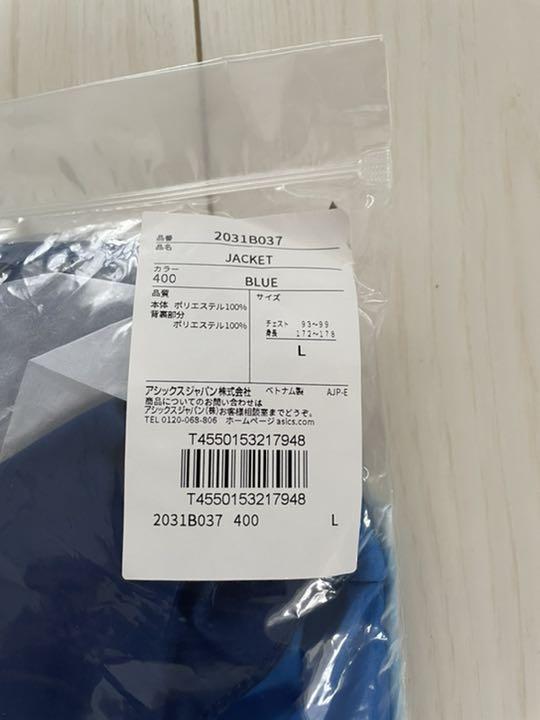 品番 2031B037
品名 JACKET
カラー
400 BLUE
品質
本体 ポリエステル100%
背裏部分
ポリエステル100%
サイズ
チェスト 93~99
身長 172~178
L
アシックスジャパン株式会社 ベトナム製 AJP-E
商品についてのお問い合わせは
アシックスジャパン(株)お客様相談室までどうぞ。
TEL 0120-068-806 ホームページ asics.com
T4550153217948
T4550153217948
2031B037 400 L